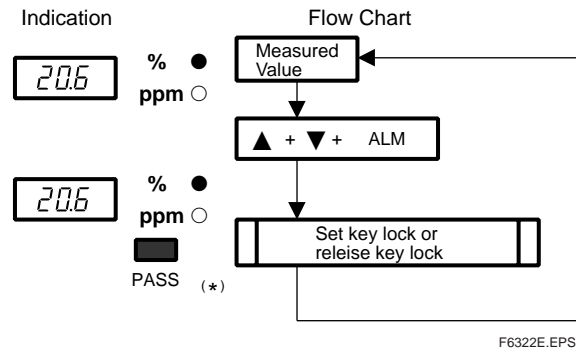 Indication
Flow Chart
20.6
% ●
ppm ○
Measured
Value
▲ + ▼ + ALM
20.6
% ●
ppm ○
PASS (*)
Set key lock or
releise key lock
F6322E.EPS